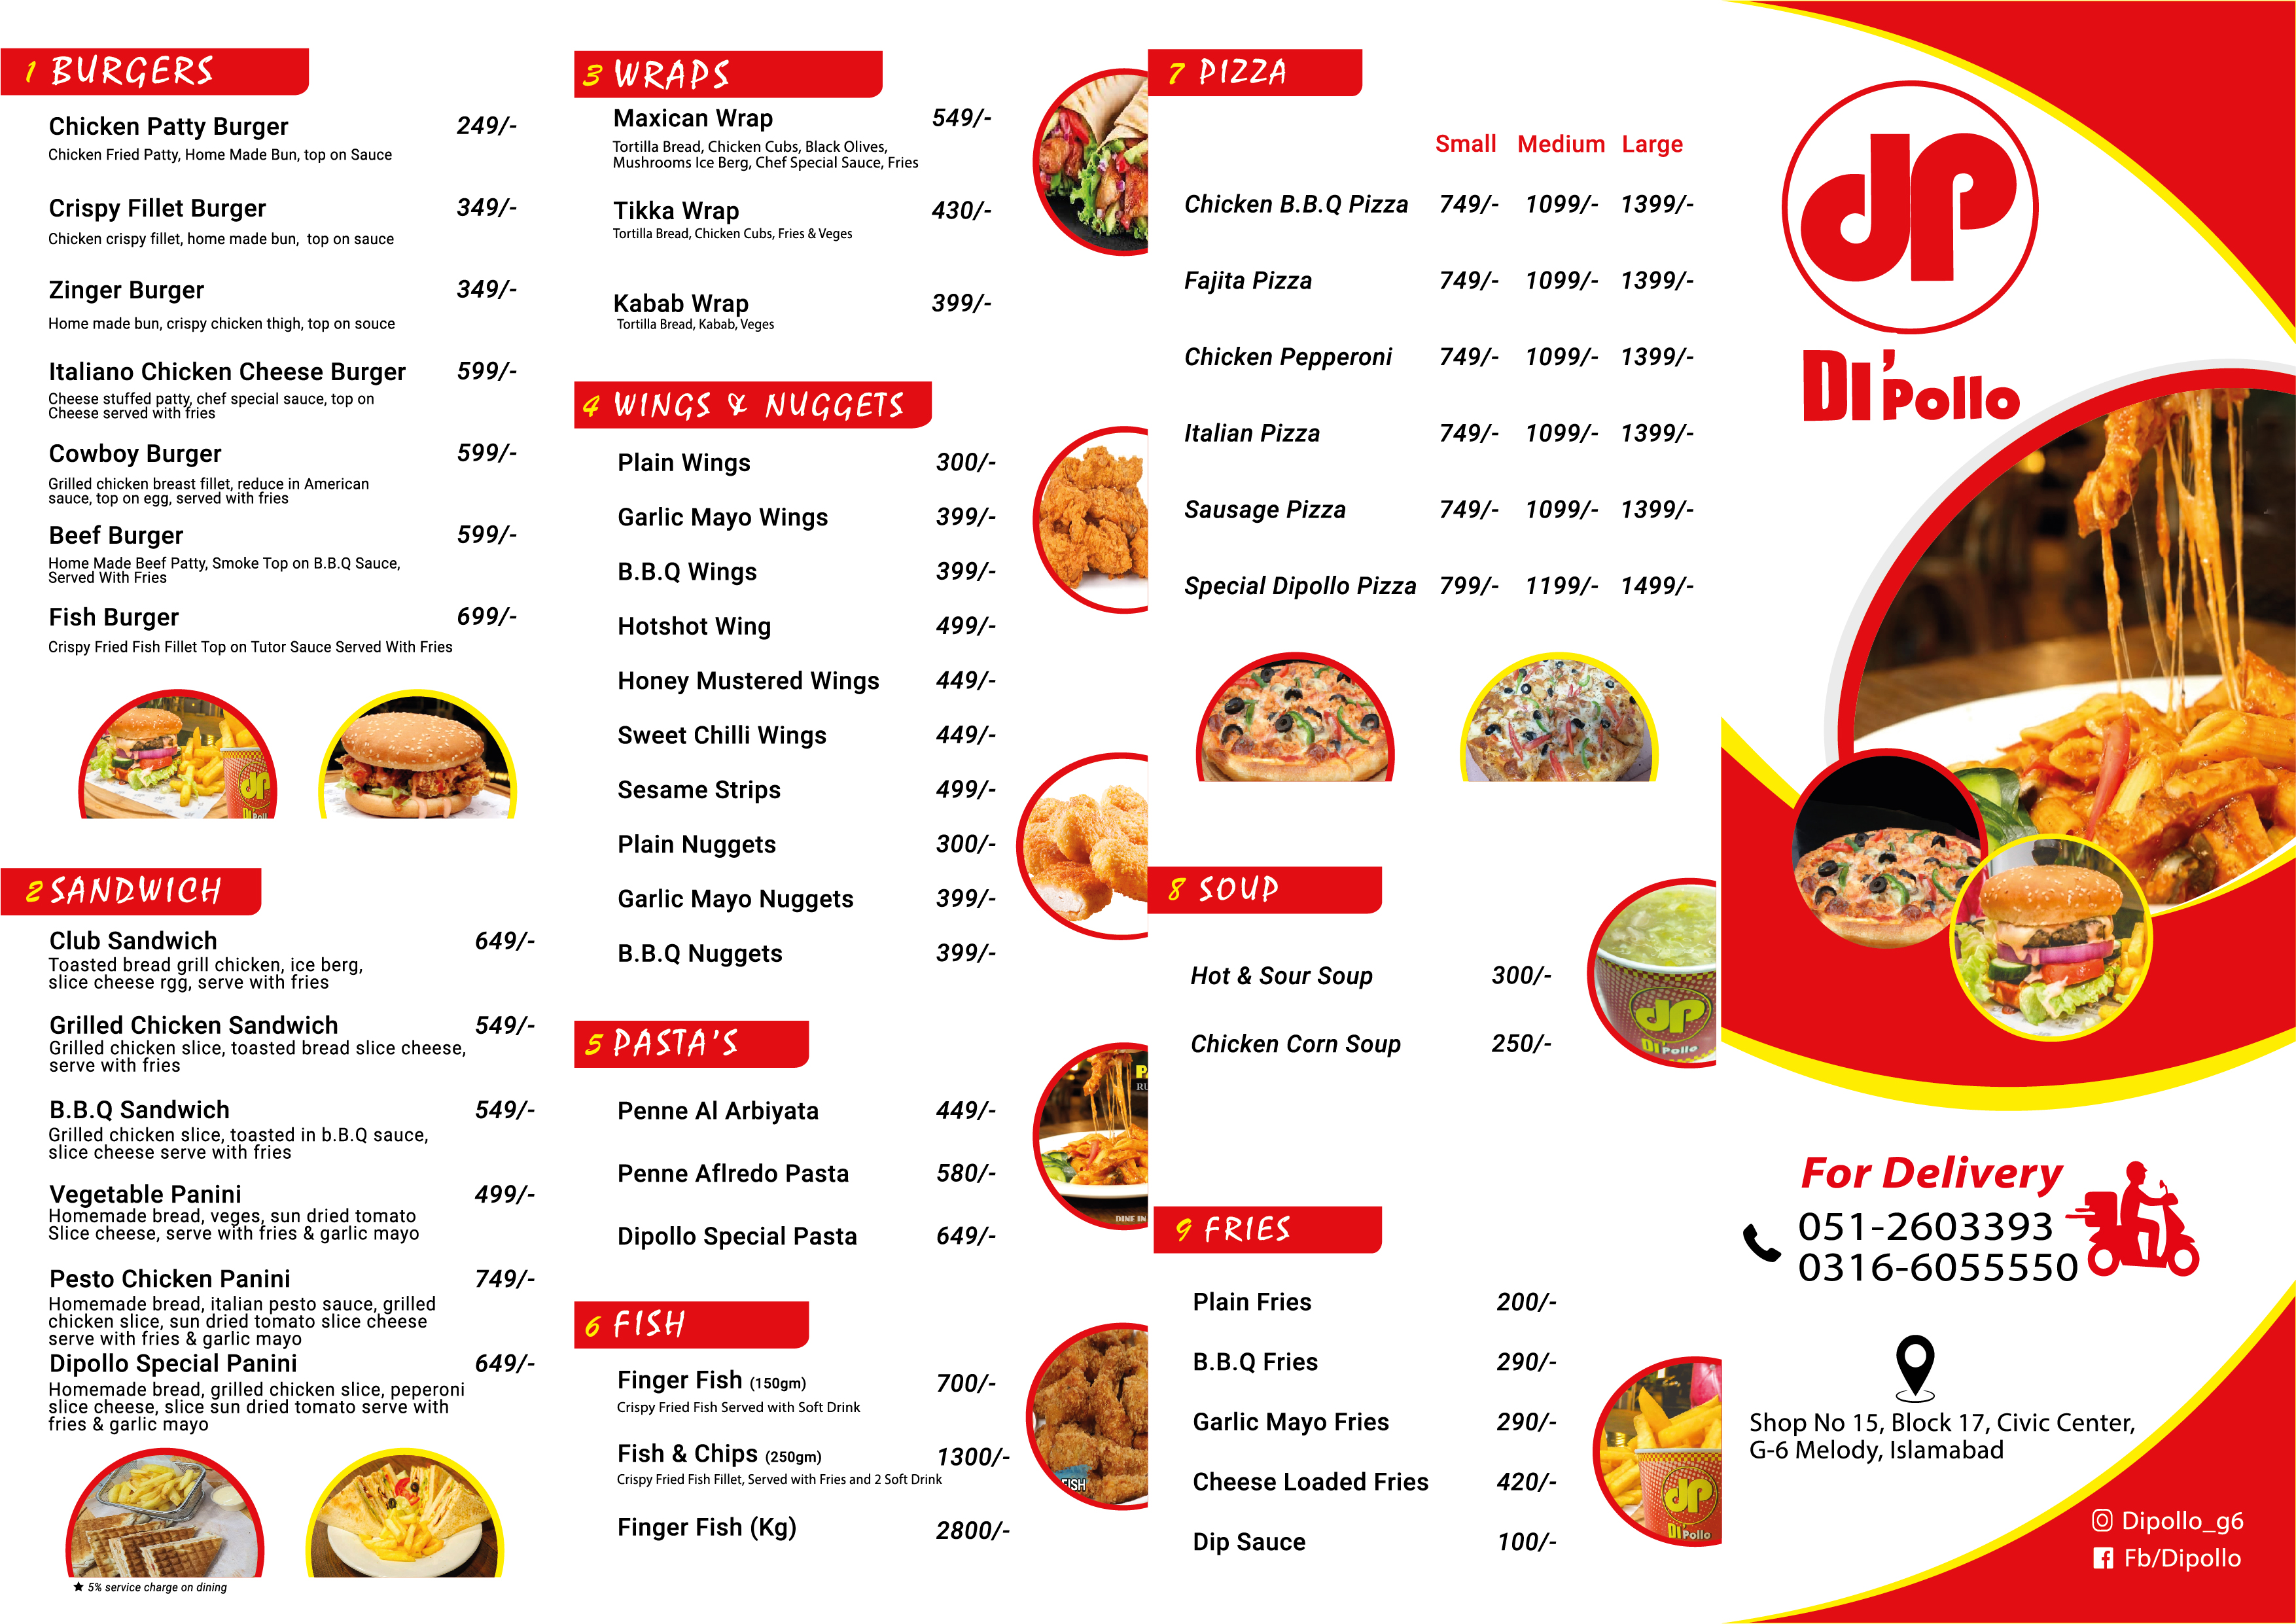 1 BURGERS
Chicken Patty Burger 249/-
Chicken Fried Patty, Home Made Bun, top on Sauce
Crispy Fillet Burger 349/-
Chicken crispy fillet, home made bun, top on sauce
Zinger Burger 349/-
Home made bun, crispy chicken thigh, top on souce
Italiano Chicken Cheese Burger 599/-
Cheese stuffed patty, chef special sauce, top on
Cheese served with fries
Cowboy Burger 599/-
Grilled chicken breast fillet, reduce in American
sauce, top on egg, served with fries
Beef Burger 599/-
Home Made Beef Patty, Smoke Top on B.B.Q Sauce,
Served With Fries
Fish Burger 699/-
Crispy Fried Fish Fillet Top on Tutor Sauce Served With Fries
dp
Di'Poll
2 SANDWICH
Club Sandwich 649/-
Toasted bread grill chicken, ice berg,
slice cheese rgg, serve with fries
Grilled Chicken Sandwich 549/-
Grilled chicken slice, toasted bread slice cheese,
serve with fries
B.B.Q Sandwich 549/-
Grilled chicken slice, toasted in b.B.Q sauce,
slice cheese serve with fries
Vegetable Panini 499/-
Homemade bread, veges, sun dried tomato
Slice cheese, serve with fries & garlic mayo
Pesto Chicken Panini 749/-
Homemade bread, italian pesto sauce, grilled
chicken slice, sun dried tomato slice cheese
serve with fries & garlic mayo
Dipollo Special Panini 649/-
Homemade bread, grilled chicken slice, peperoni
slice cheese, slice sun dried tomato serve with
fries & garlic mayo
★ 5% service charge on dining
3 WRAPS
Maxican Wrap 549/-
Tortilla Bread, Chicken Cubs, Black Olives,
Mushrooms Ice Berg, Chef Special Sauce, Fries
Tikka Wrap 430/-
Tortilla Bread, Chicken Cubs, Fries & Veges
Kabab Wrap 399/-
Tortilla Bread, Kabab, Veges
4 WINGS & NUGGETS
Plain Wings 300/-
Garlic Mayo Wings 399/-
B.B.Q Wings 399/-
Hotshot Wing 499/-
Honey Mustered Wings 449/-
Sweet Chilli Wings 449/-
Sesame Strips 499/-
Plain Nuggets 300/-
Garlic Mayo Nuggets 399/-
B.B.Q Nuggets 399/-
5 PASTA'S
Penne Al Arbiyata 449/-
Penne Aflredo Pasta 580/-
Dipollo Special Pasta 649/-
DINE IN
6 FISH
Finger Fish (150gm) 700/-
Crispy Fried Fish Served with Soft Drink
Fish & Chips (250gm) 1300/-
Crispy Fried Fish Fillet, Served with Fries and 2 Soft Drink
Finger Fish (Kg) 2800/-
FISH
7 PIZZA
Small Medium Large
Chicken B.B.Q Pizza 749/- 1099/- 1399/-
Fajita Pizza 749/- 1099/- 1399/-
Chicken Pepperoni 749/- 1099/- 1399/-
Italian Pizza 749/- 1099/- 1399/-
Sausage Pizza 749/- 1099/- 1399/-
Special Dipollo Pizza 799/- 1199/- 1499/-
8 SOUP
Hot & Sour Soup 300/-
Chicken Corn Soup 250/-
dp
Di'Pollo
9 FRIES
Plain Fries 200/-
B.B.Q Fries 290/-
Garlic Mayo Fries 290/-
Cheese Loaded Fries 420/-
Dip Sauce 100/-
dp
Di'Pollo
dp
DI'Pollo
For Delivery
051-2603393
0316-6055550
Shop No 15, Block 17, Civic Center,
G-6 Melody, Islamabad
Dipollo_g6
Fb/Dipollo